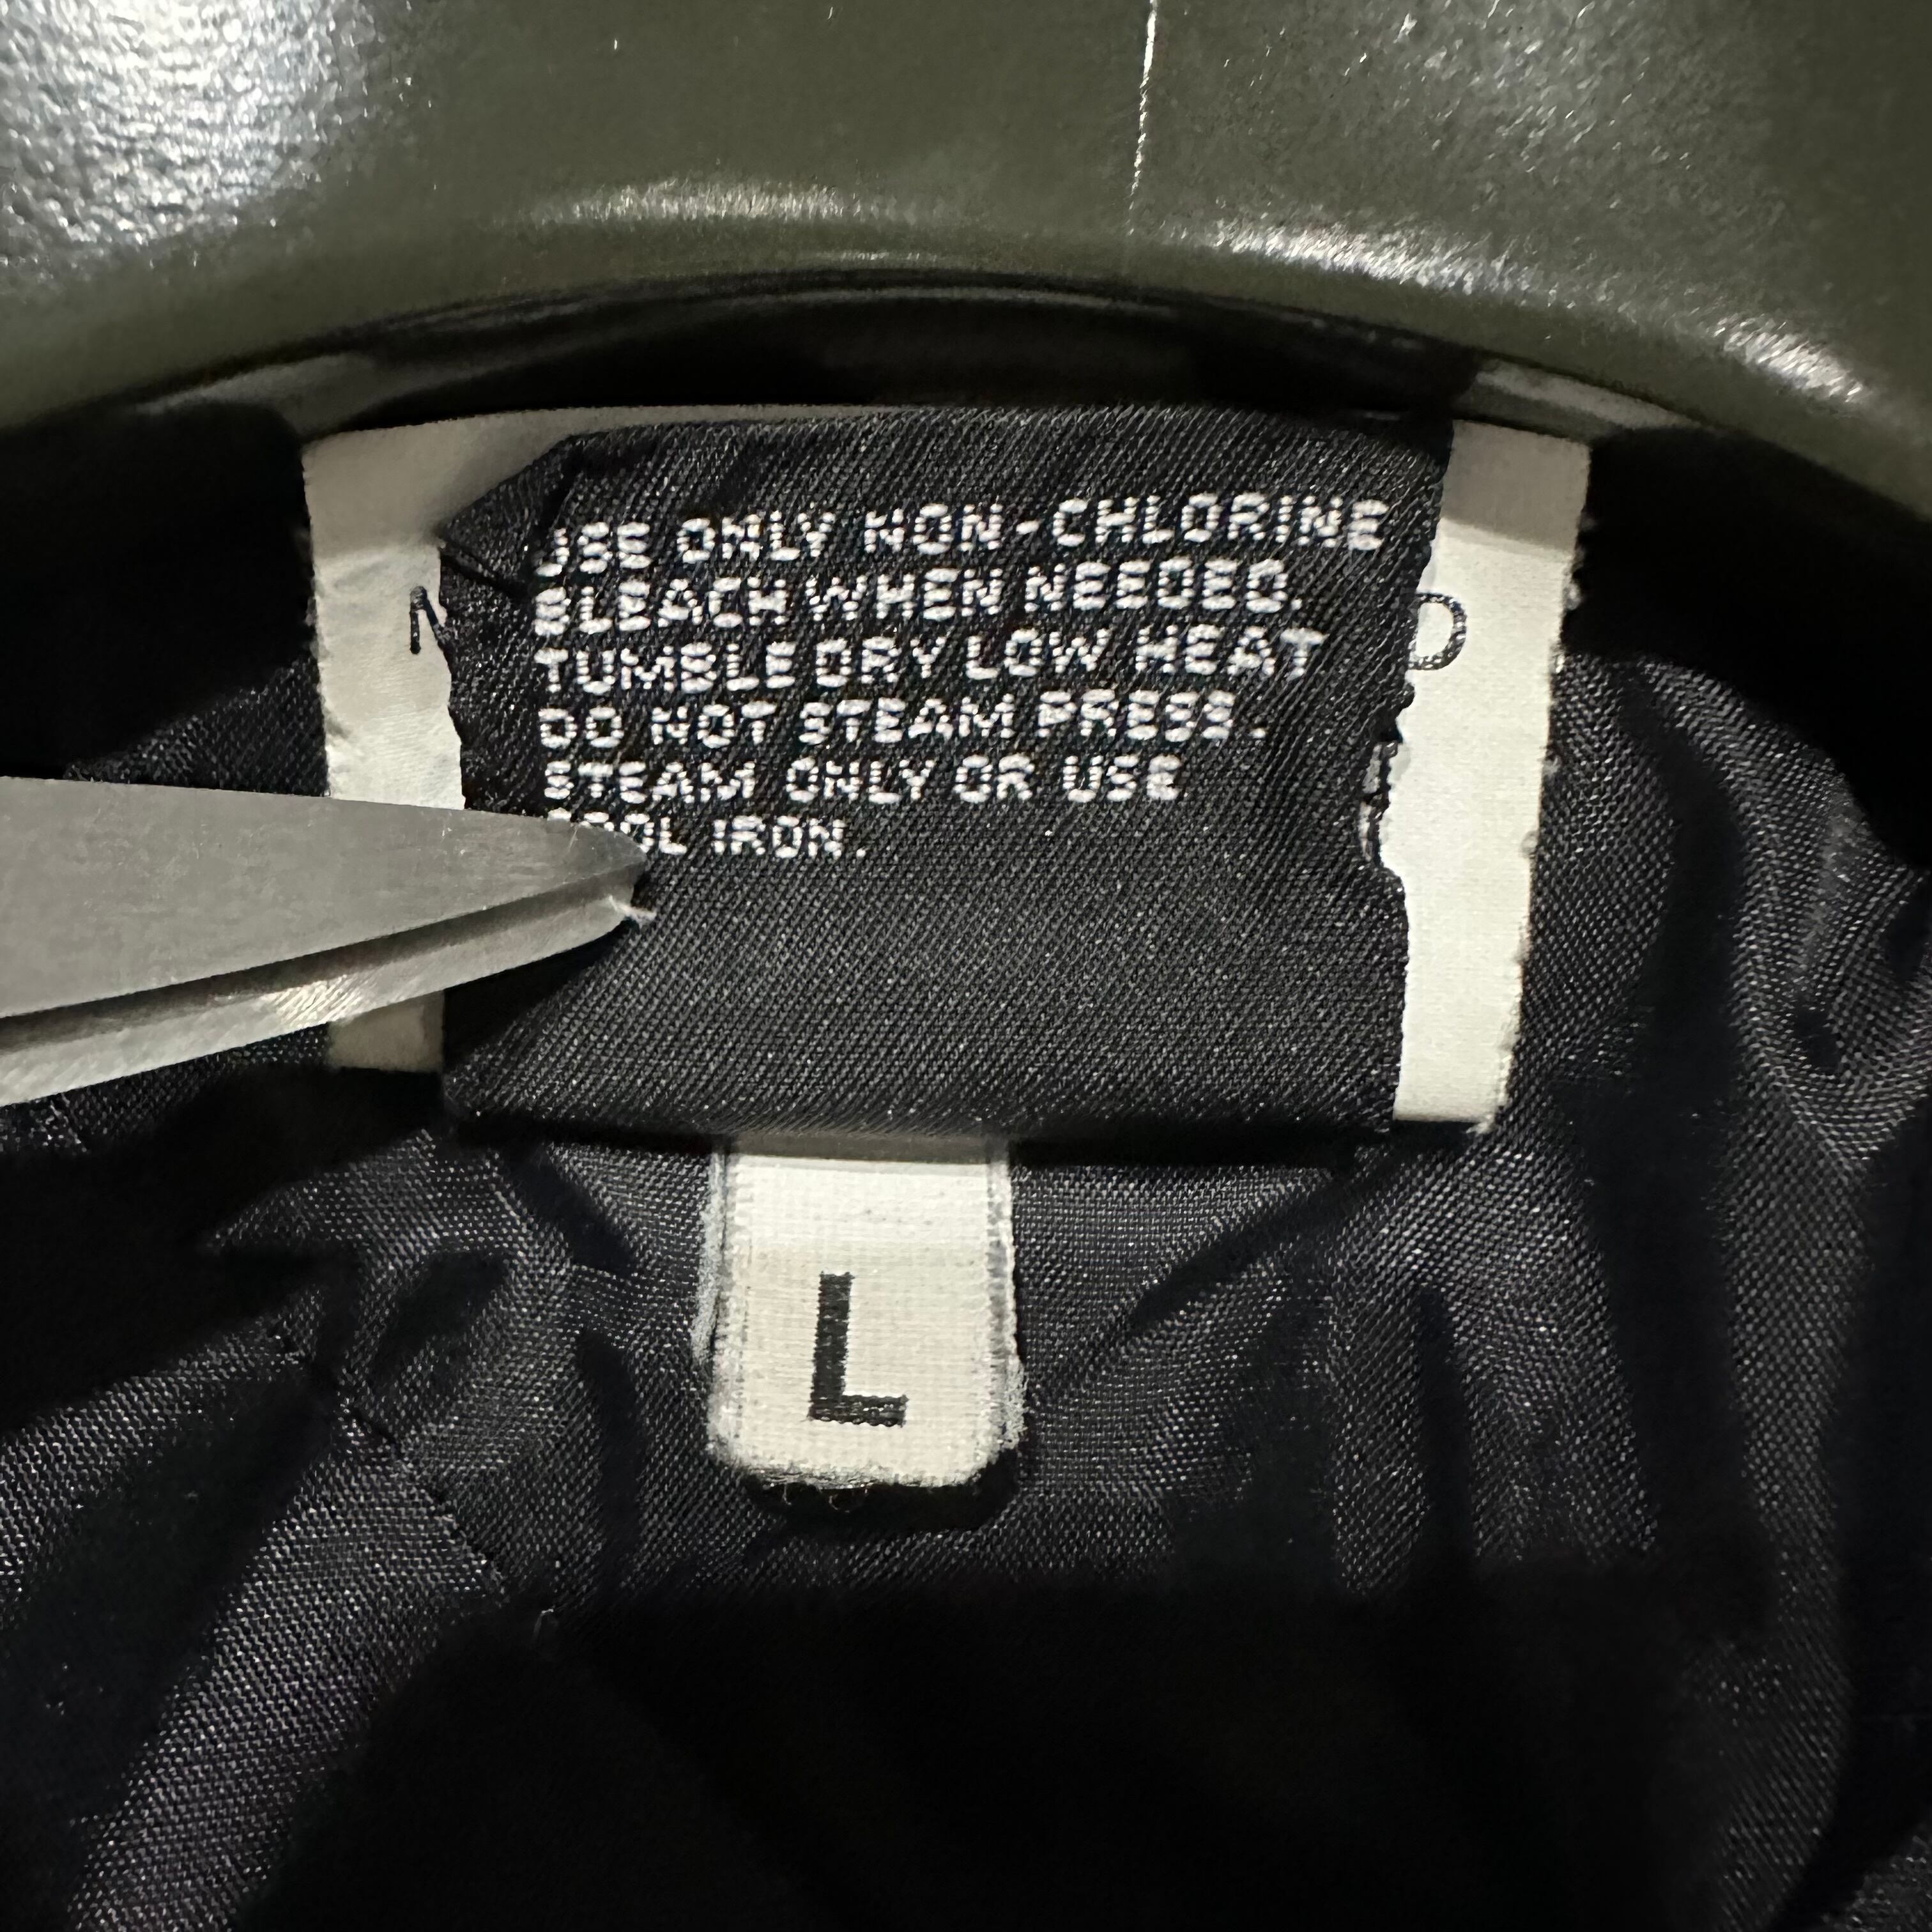 USE ONLY NON-CHLORINE
BLEACH WHEN NEEDED.
TUMBLE DRY LOW HEAT
DO NOT STEAM PRESS.
STEAM ONLY OR USE
COOL IRON.
L